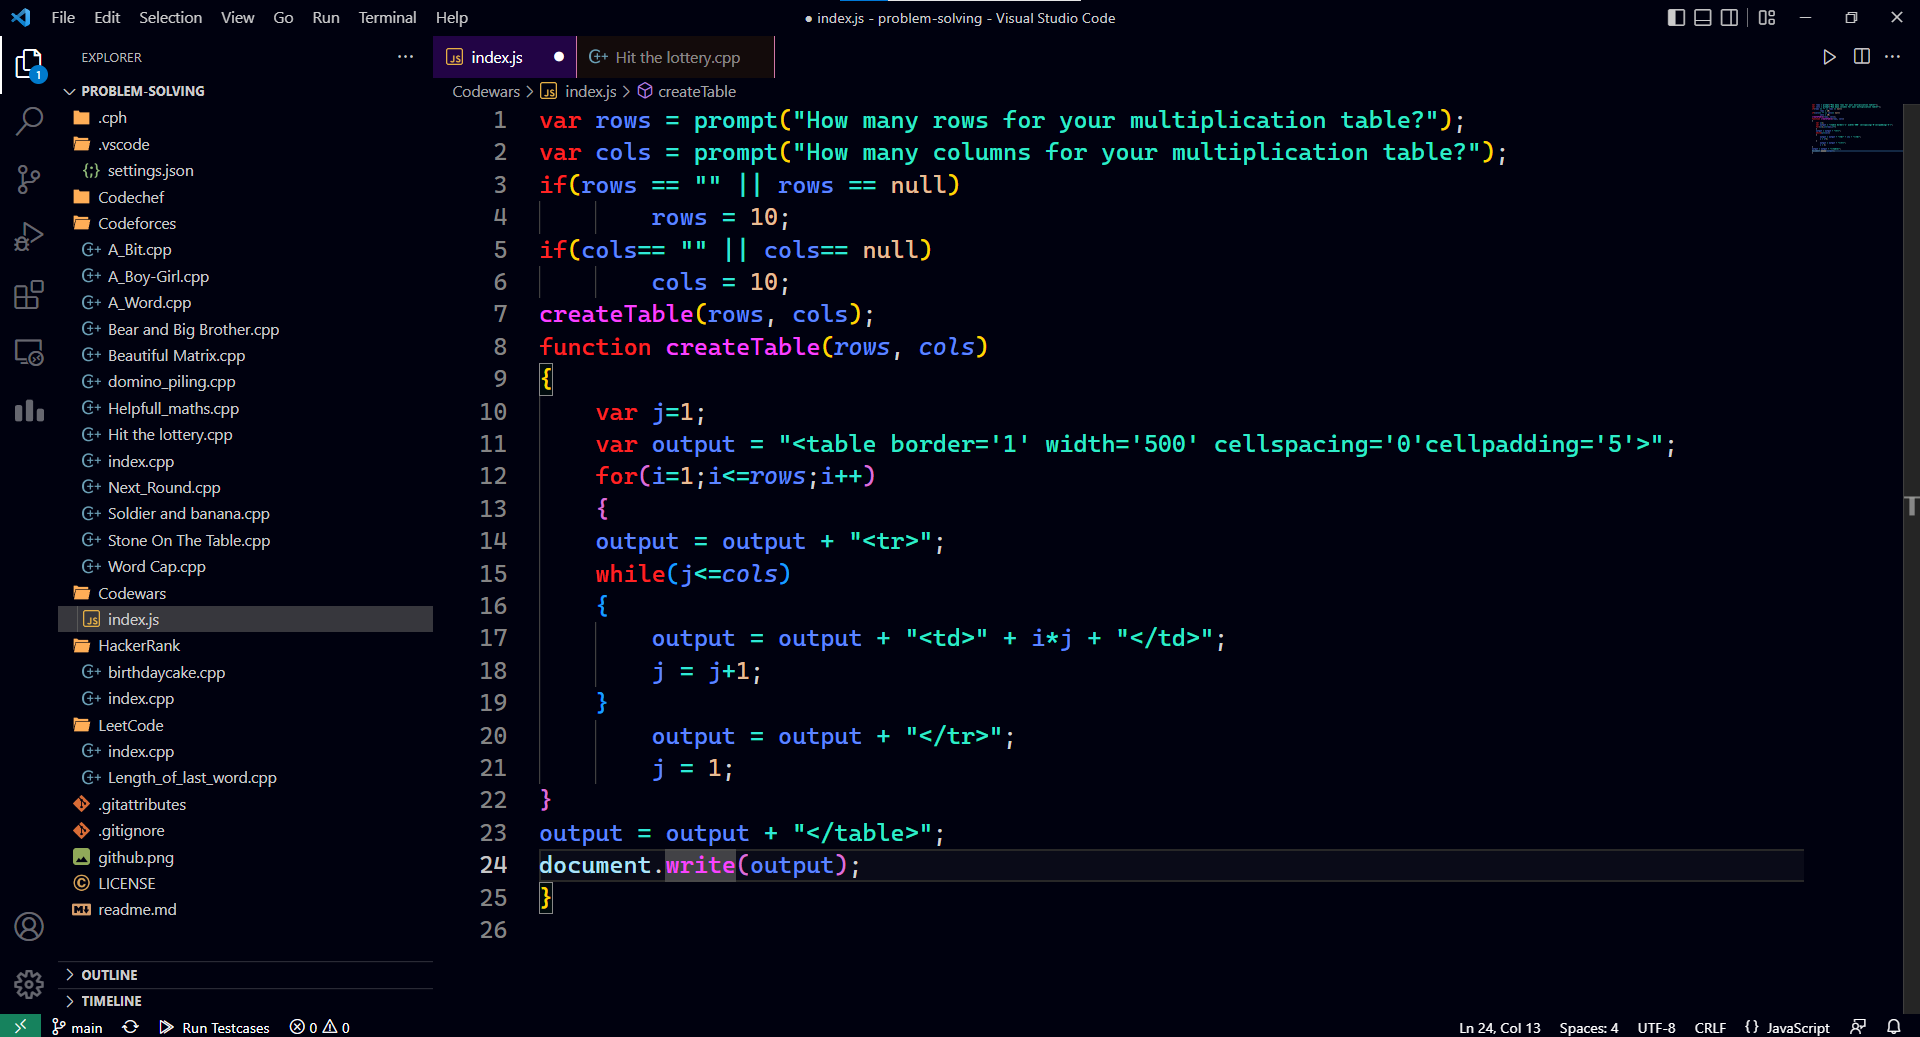 File Edit Selection View Go Run Terminal Help
● index.js - problem-solving - Visual Studio Code
EXPLORER
PROBLEM-SOLVING
.cph
.vscode
settings.json
Codechef
Codeforces
A_Bit.cpp
A_Boy-Girl.cpp
A_Word.cpp
Bear and Big Brother.cpp
Beautiful Matrix.cpp
domino_piling.cpp
Helpfull_maths.cpp
Hit the lottery.cpp
index.cpp
Next_Round.cpp
Soldier and banana.cpp
Stone On The Table.cpp
Word Cap.cpp
Codewars
index.js
HackerRank
birthdaycake.cpp
index.cpp
LeetCode
index.cpp
Length_of_last_word.cpp
.gitattributes
.gitignore
github.png
LICENSE
readme.md
OUTLINE
TIMELINE
1
JS index.js ● Hit the lottery.cpp
Codewars > JS index.js > createTable
1 var rows = prompt("How many rows for your multiplication table?");
2 var cols = prompt("How many columns for your multiplication table?");
3 if(rows == "" || rows == null)
4 rows = 10;
5 if(cols== "" || cols== null)
6 cols = 10;
7 createTable(rows, cols);
8 function createTable(rows, cols)
9 {
10 var j=1;
11 var output = "<table border='1' width='500' cellspacing='0'cellpadding='5'>";
12 for(i=1;i<=rows;i++)
13 {
14 output = output + "<tr>";
15 while(j<=cols)
16 {
17 output = output + "<td>" + i*j + "</td>";
18 j = j+1;
19 }
20 output = output + "</tr>";
21 j = 1;
22 }
23 output = output + "</table>";
24 document.write(output);
25 }
26
main Run Testcases 0 0
Ln 24, Col 13 Spaces: 4 UTF-8 CRLF {} JavaScript